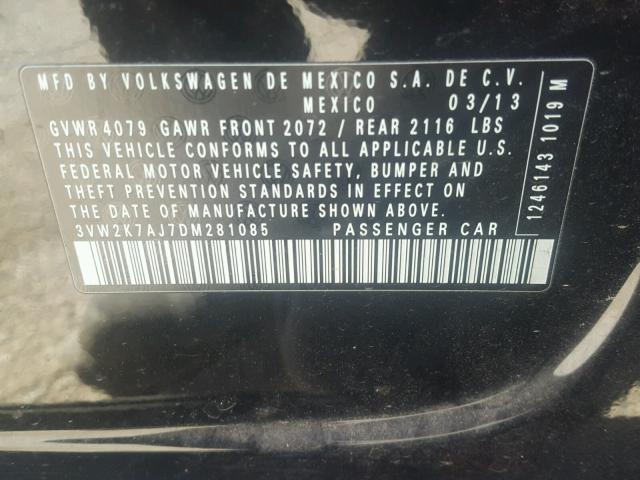 MFD BY VOLKSWAGEN DE MEXICO S.A. DE C.V.
MEXICO 03/13
GVWR 4079 GAWR FRONT 2072 / REAR 2116 LBS
THIS VEHICLE CONFORMS TO ALL APPLICABLE U.S.
FEDERAL MOTOR VEHICLE SAFETY, BUMPER AND
THEFT PREVENTION STANDARDS IN EFFECT ON
THE DATE OF MANUFACTURE SHOWN ABOVE.
3VW2K7AJ7DM281085 PASSENGER CAR
1246143 1019 M